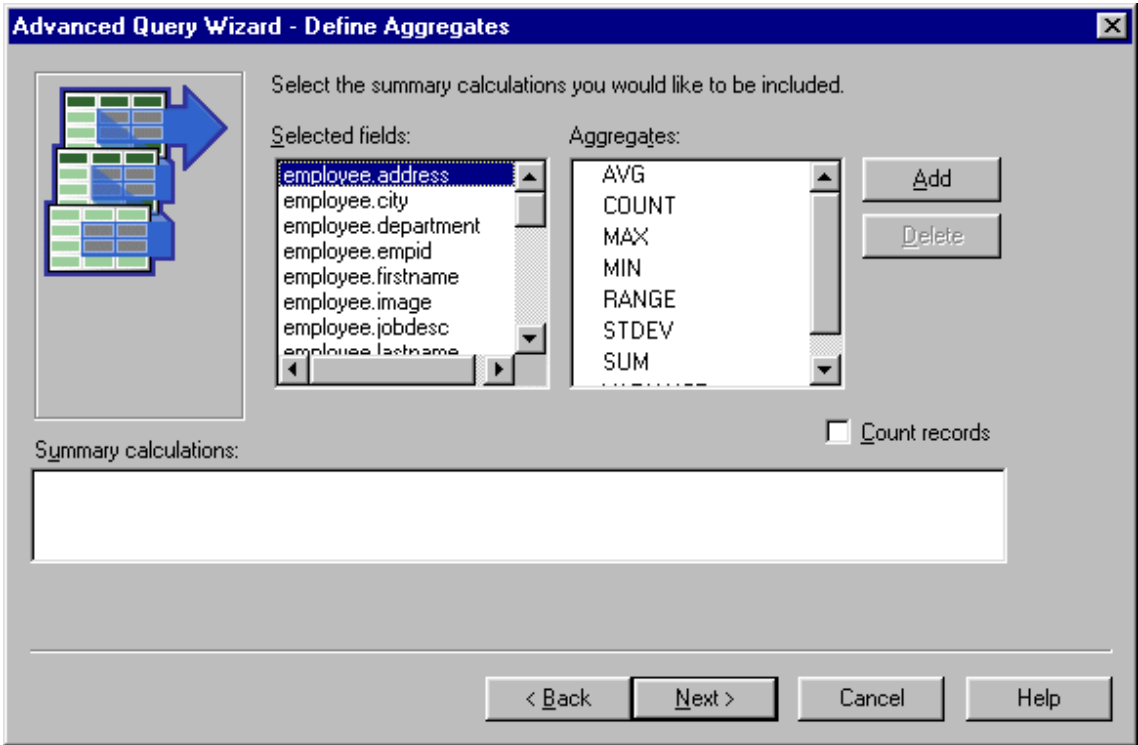 Advanced Query Wizard - Define Aggregates
Select the summary calculations you would like to be included.
Selected fields:
employee.address
employee.city
employee.department
employee.empid
employee.firstname
employee.image
employee.jobdesc
employee.lastname
Aggregates:
AVG
COUNT
MAX
MIN
RANGE
STDEV
SUM
Add
Delete
Count records
Summary calculations:
< Back
Next >
Cancel
Help